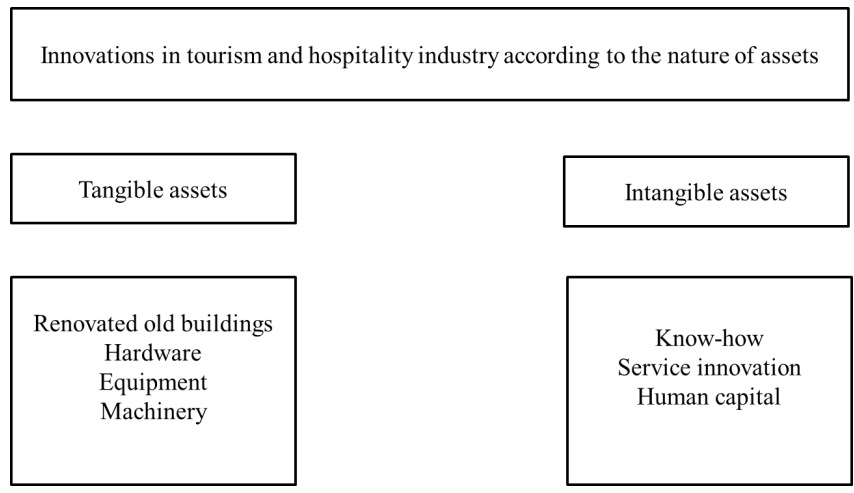 Innovations in tourism and hospitality industry according to the nature of assets
Tangible assets
Intangible assets
Renovated old buildings
Hardware
Equipment
Machinery
Know-how
Service innovation
Human capital